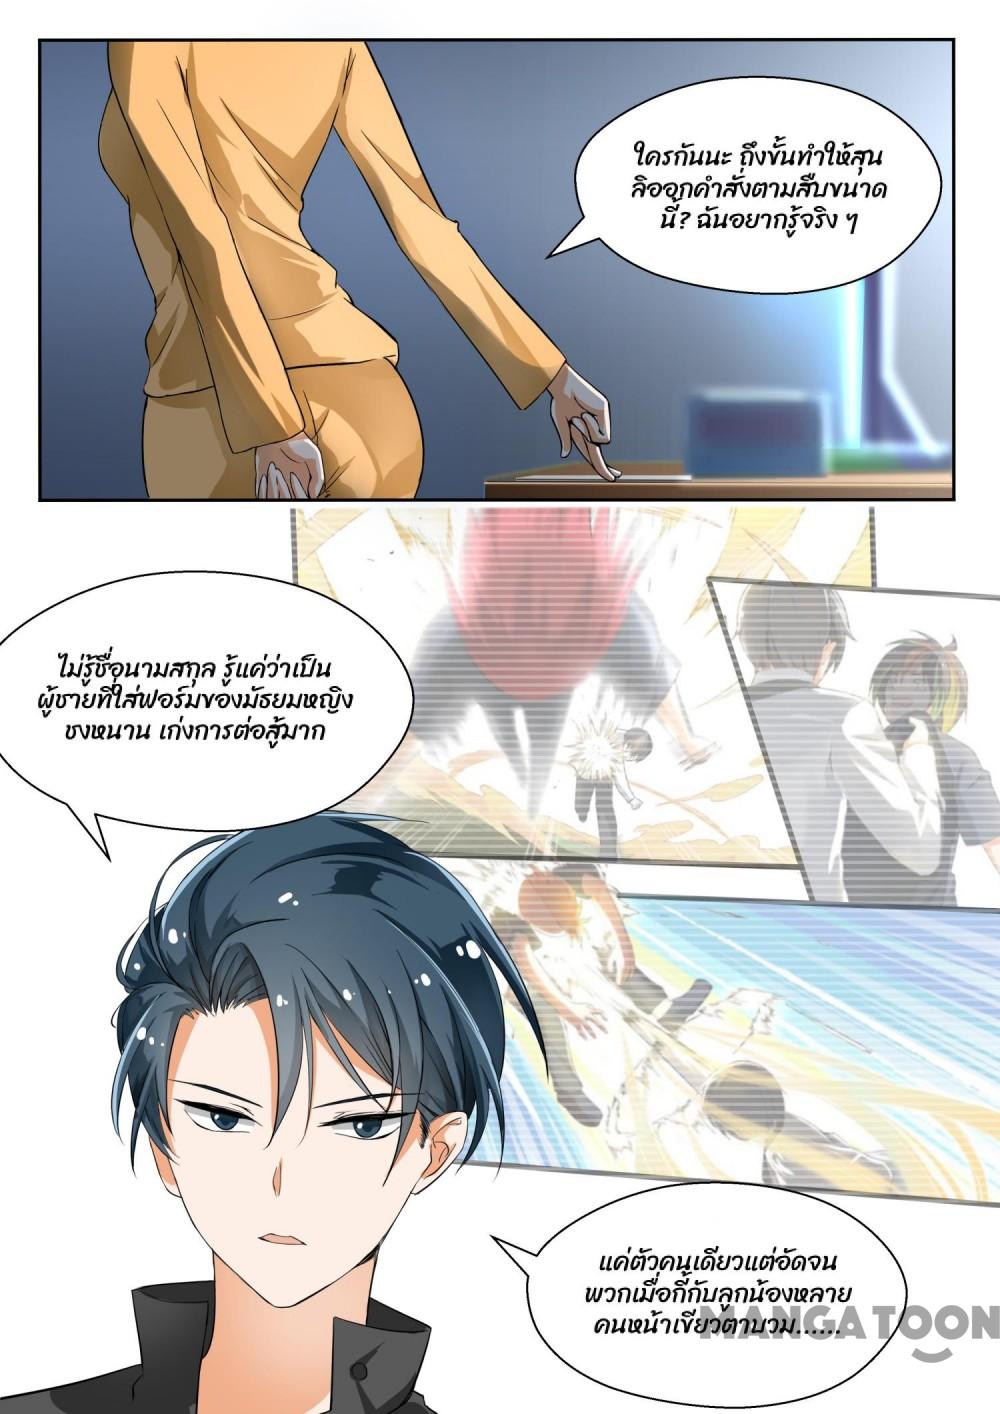 ใครกันนะ ถึงขั้นทำให้สุน
ลิออกคำสั่งตามสืบขนาด
นี้? ฉันอยากรู้จริง ๆ
ไม่รู้ชื่อนามสกุล รู้แค่ว่าเป็น
ผู้ชายที่ใส่ฟอร์มของมัธยมหญิง
ชงหนาน เก่งการต่อสู้มาก
แค่ตัวคนเดียวแต่อัดจน
พวกเมื่อกี้กับลูกน้องหลาย
คนหน้าเขียวตาบวม......
MANGATOON